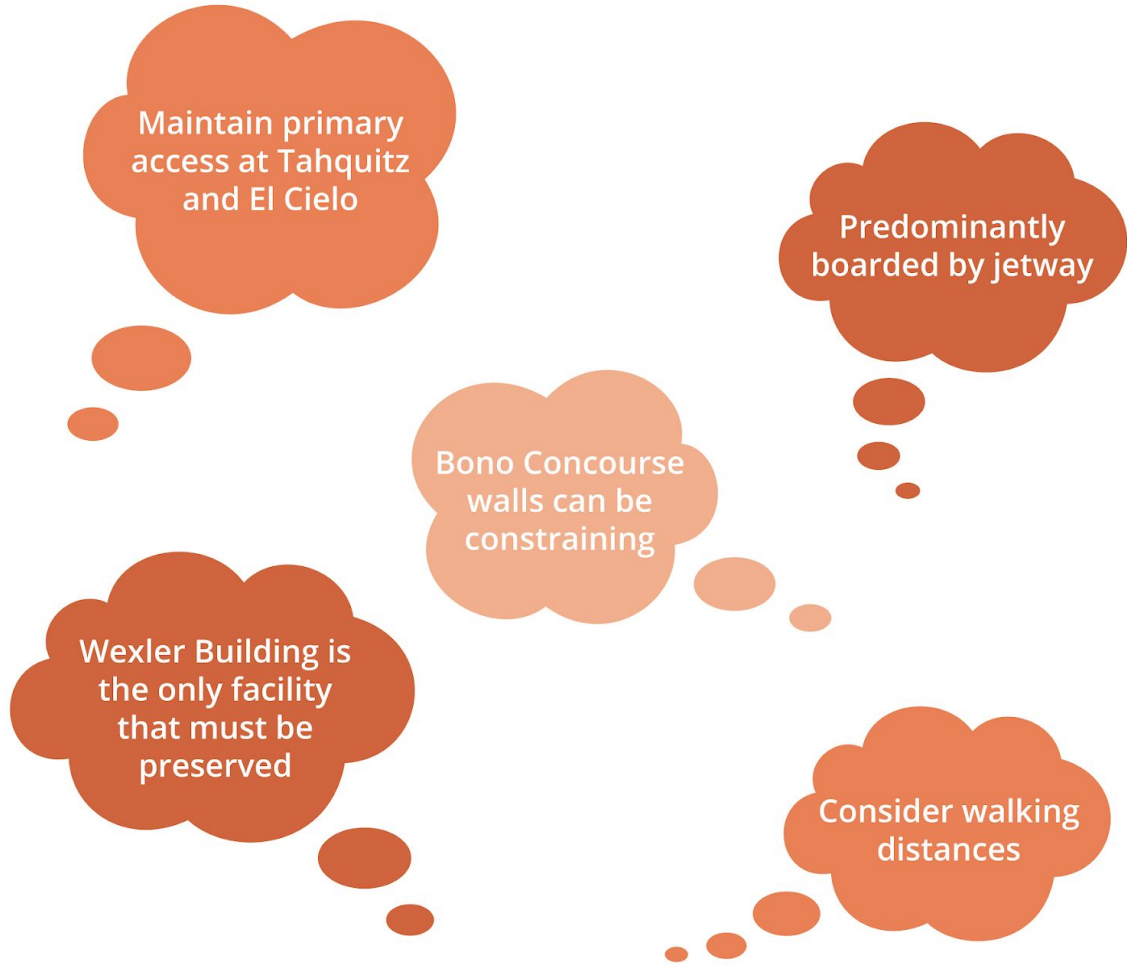 Maintain primary
access at Tahquitz
and El Cielo
Predominantly
boarded by jetway
Bono Concourse
walls can be
constraining
Wexler Building is
the only facility
that must be
preserved
Consider walking
distances